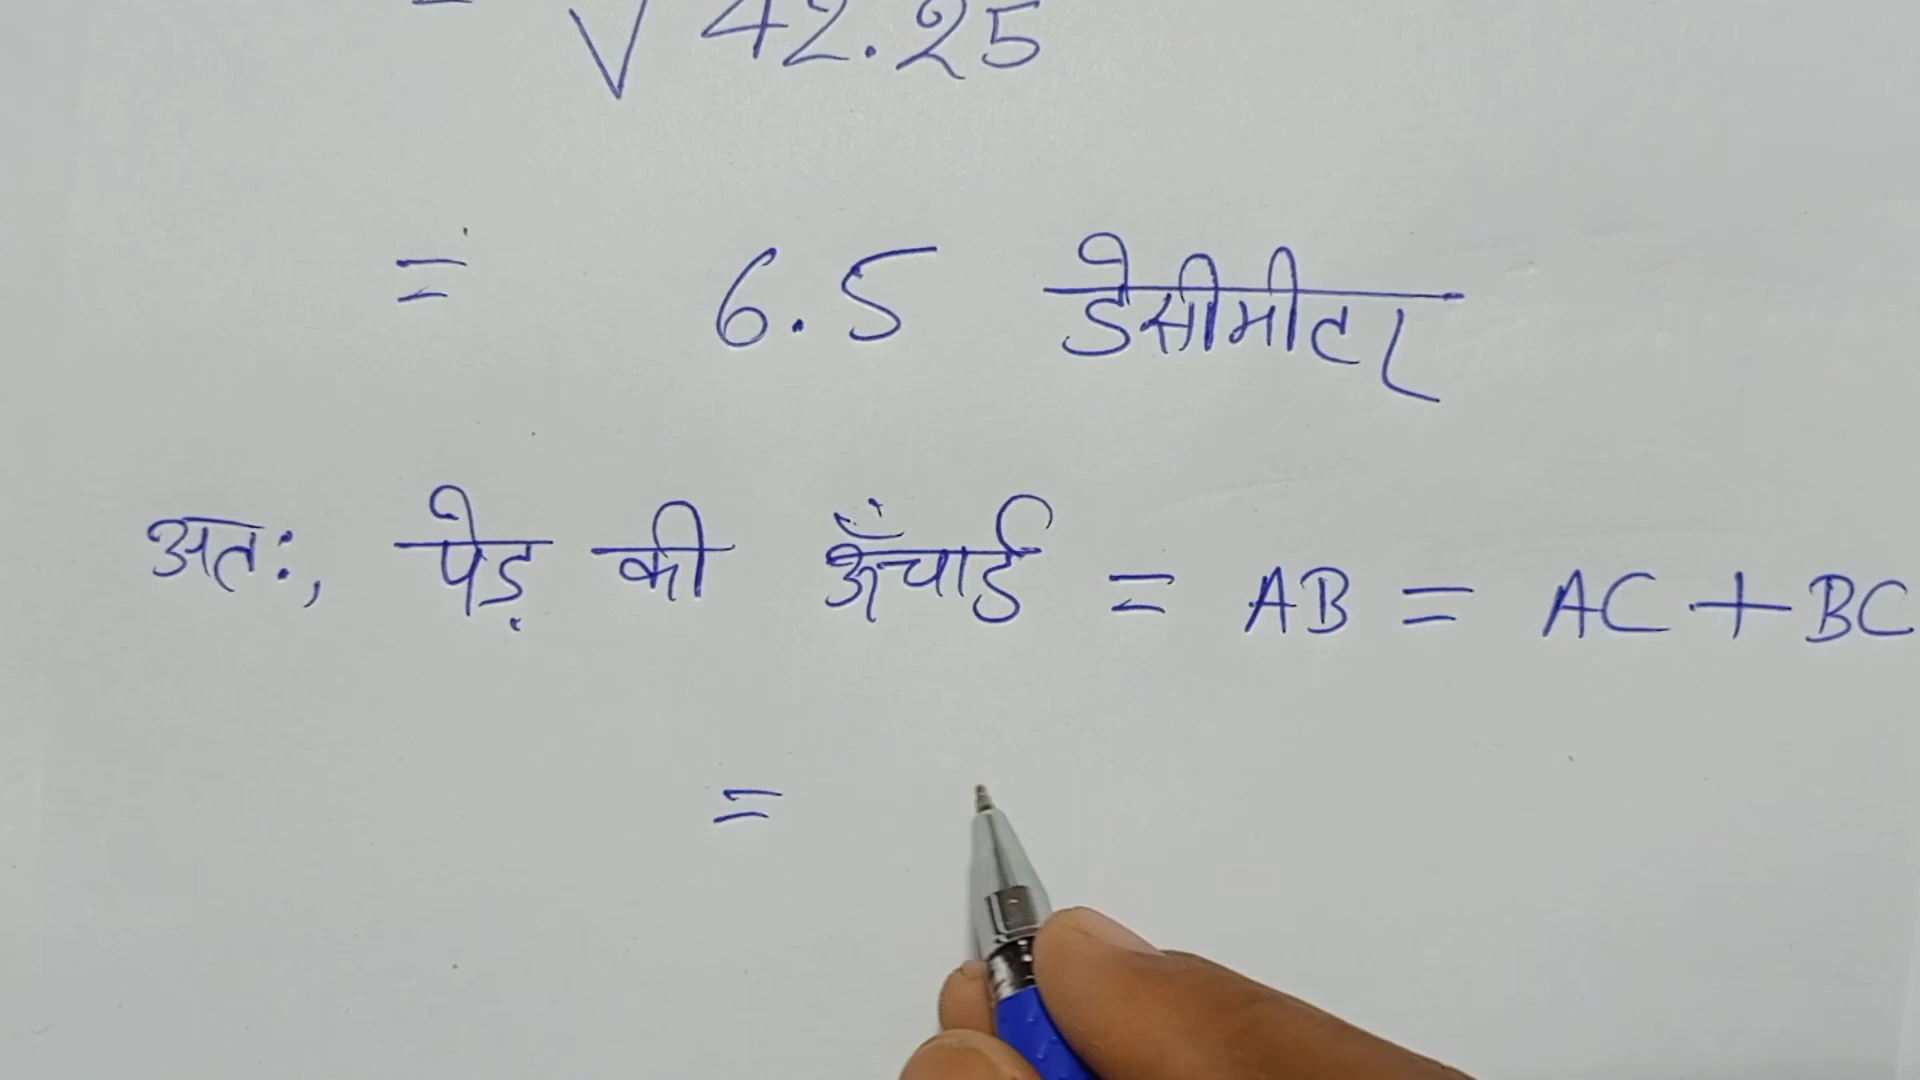 = √42.25
= 6.5 डेसीमीटर
अतः, पेड़ की ऊँचाई = AB = AC + BC
=